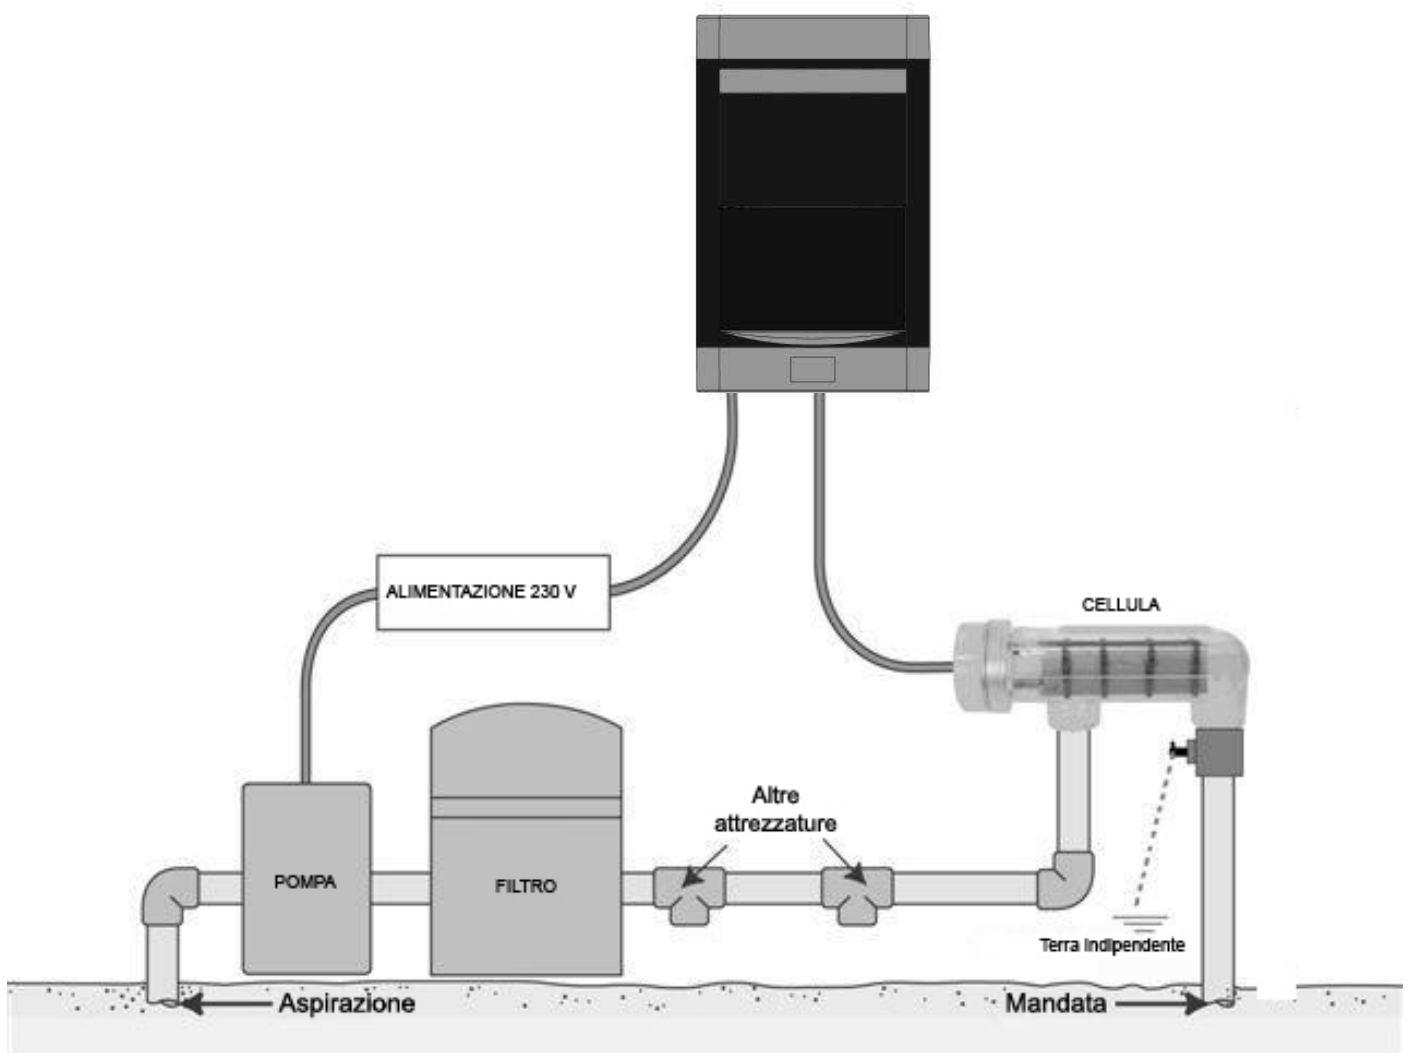 ALIMENTAZIONE 230 V
CELLULA
Altre
attrezzature
POMPA
FILTRO
Terra Indipendente
Aspirazione
Mandata